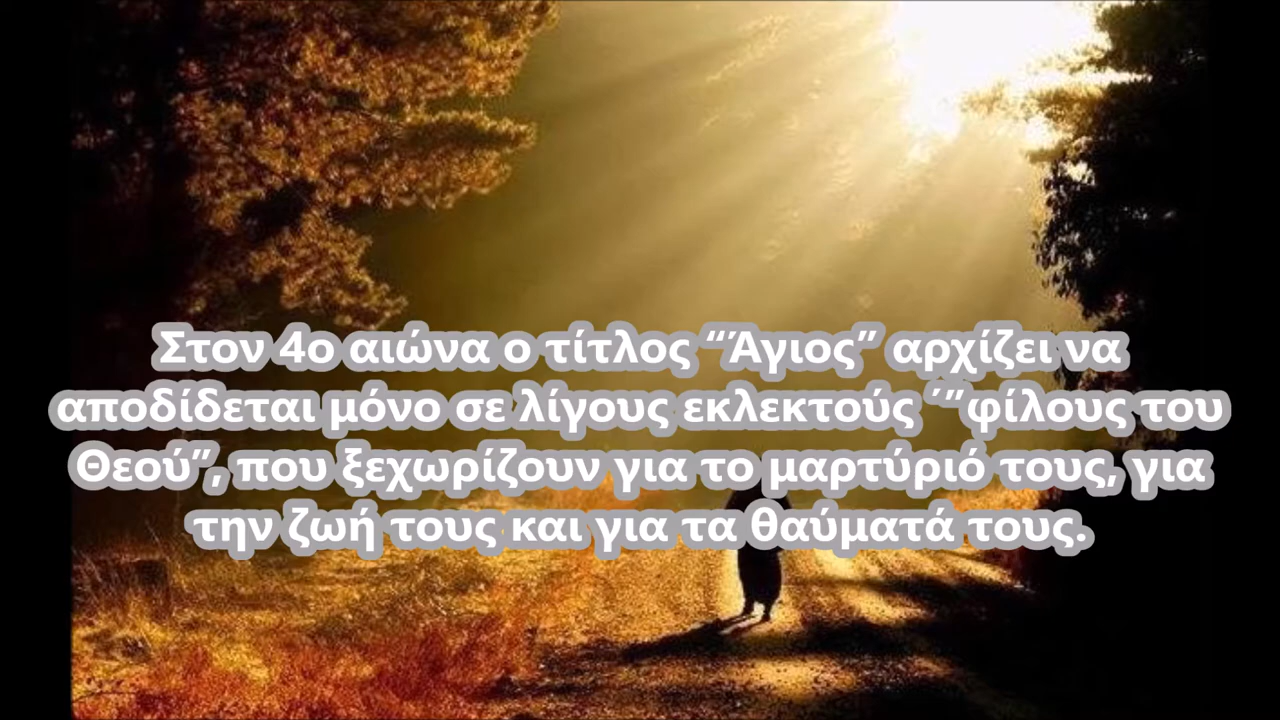 Στον 4ο αιώνα ο τίτλος “Άγιος” αρχίζει να
αποδίδεται μόνο σε λίγους εκλεκτούς ΄”φίλους του
Θεού”, που ξεχωρίζουν για το μαρτύριό τους, για
την ζωή τους και για τα θαύματά τους.